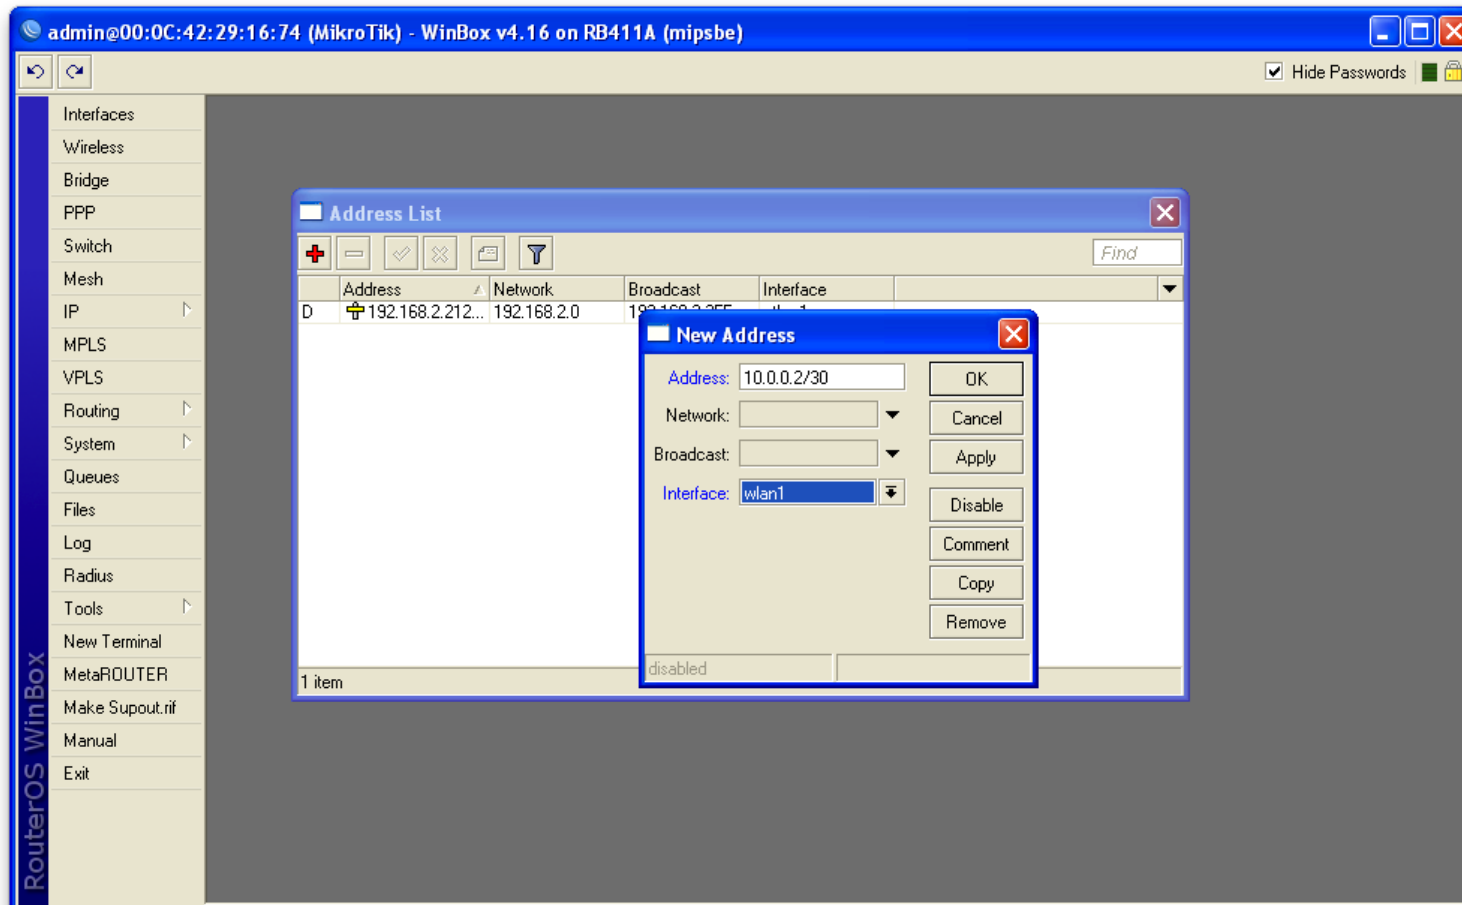 admin@00:0C:42:29:16:74 (MikroTik) - WinBox v4.16 on RB411A (mipsbe)
Hide Passwords
Interfaces
Wireless
Bridge
PPP
Switch
Mesh
IP
MPLS
VPLS
Routing
System
Queues
Files
Log
Radius
Tools
New Terminal
MetaROUTER
Make Supout.rif
Manual
Exit
RouterOS WinBox
Address List
Find
Address Network Broadcast Interface
D 192.168.2.212... 192.168.2.0
1 item
New Address
Address: 10.0.0.2/30
Network:
Broadcast:
Interface: wlan1
OK
Cancel
Apply
Disable
Comment
Copy
Remove
disabled